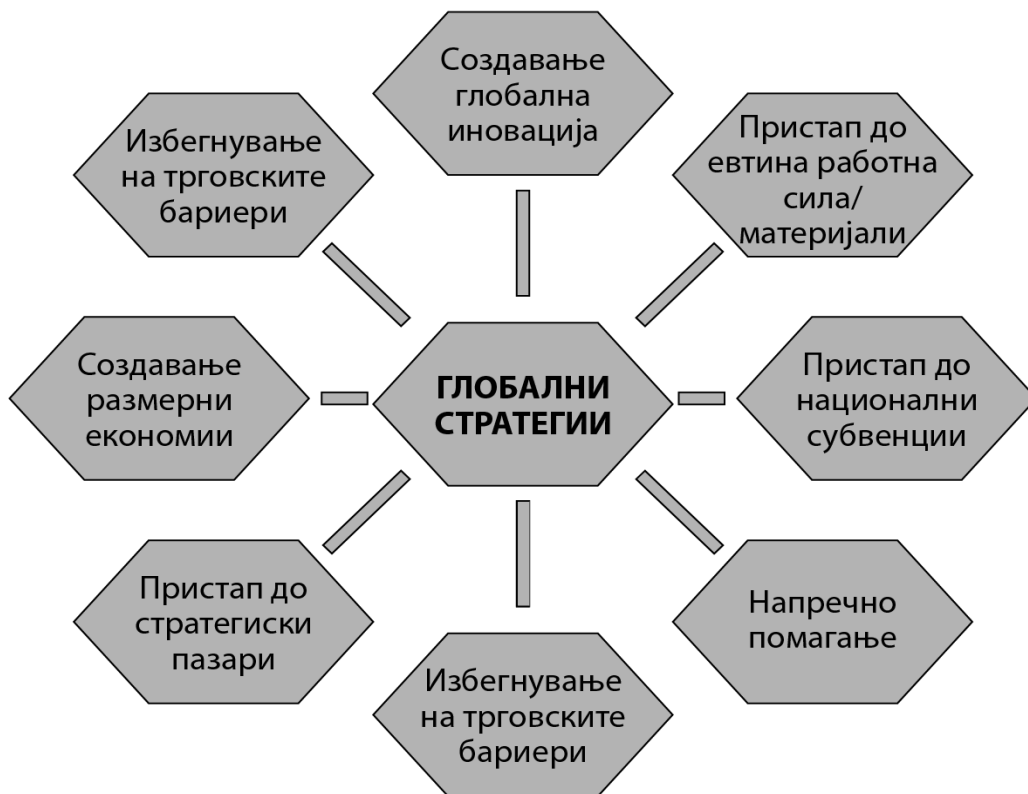 Создавање
глобална
иновација
Избегнување
на трговските
бариери
Пристап до
евтина работна
сила/
материјали
Создавање
размерни
економии
ГЛОБАЛНИ
СТРАТЕГИИ
Пристап до
национални
субвенции
Пристап до
стратегиски
пазари
Напречно
помагање
Избегнување
на трговските
бариери